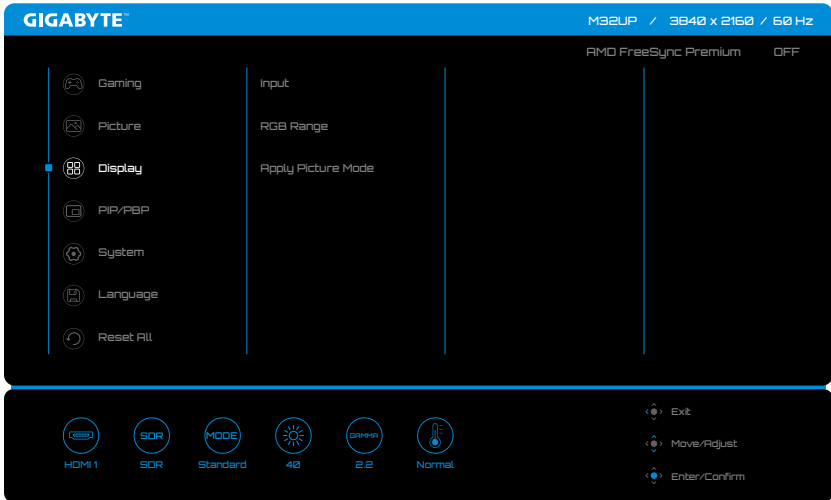 GIGABYTE™ M32UP / 3840 x 2160 / 60 Hz
AMD FreeSync Premium OFF
Gaming Input
Picture RGB Range
Display Apply Picture Mode
PIP/PBP
System
Language
Reset All
Exit
SDR MODE GAMMA
Move/Adjust
HDMI 1 SDR Standard 40 2.2 Normal
Enter/Confirm